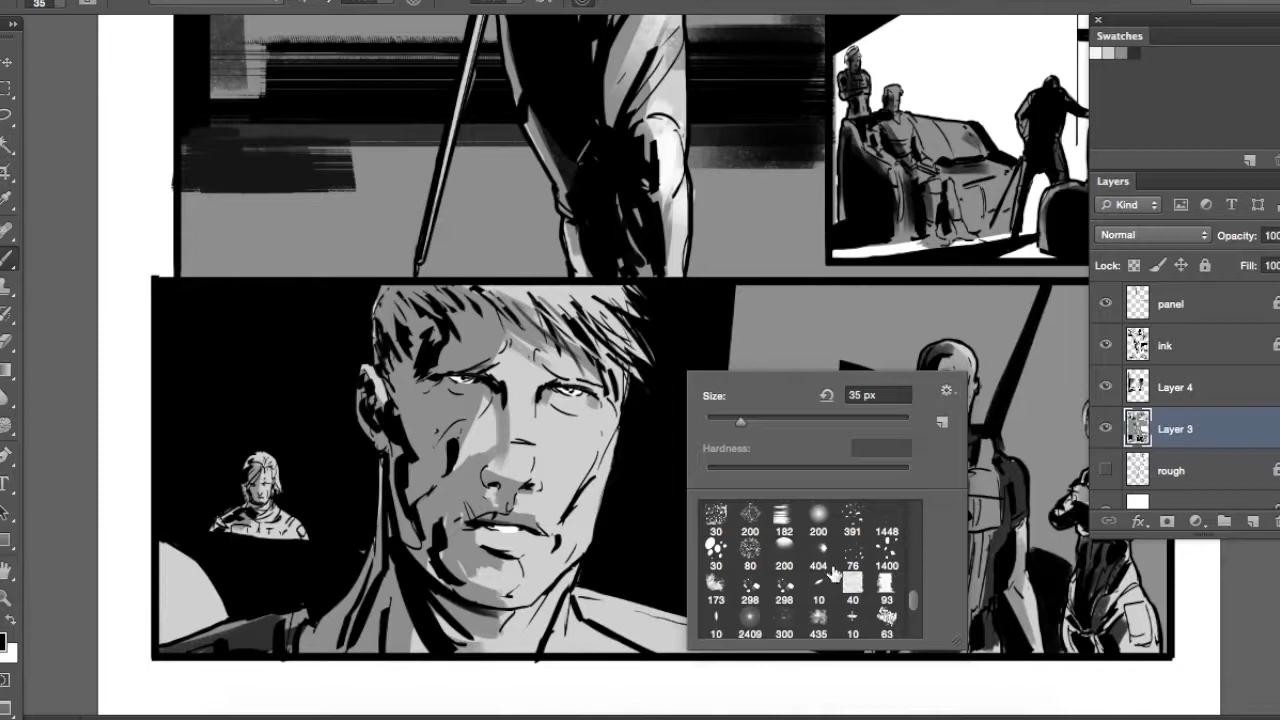 35
Swatches
Layers
Kind
Normal
Opacity: 100
Lock:
Fill: 100
panel
ink
Layer 4
Layer 3
rough
fx
Size:
35 px
Hardness:
30 200 182 200 391 1448
30 80 200 404 76 1400
173 298 298 10 40 93
10 2409 300 435 10 63